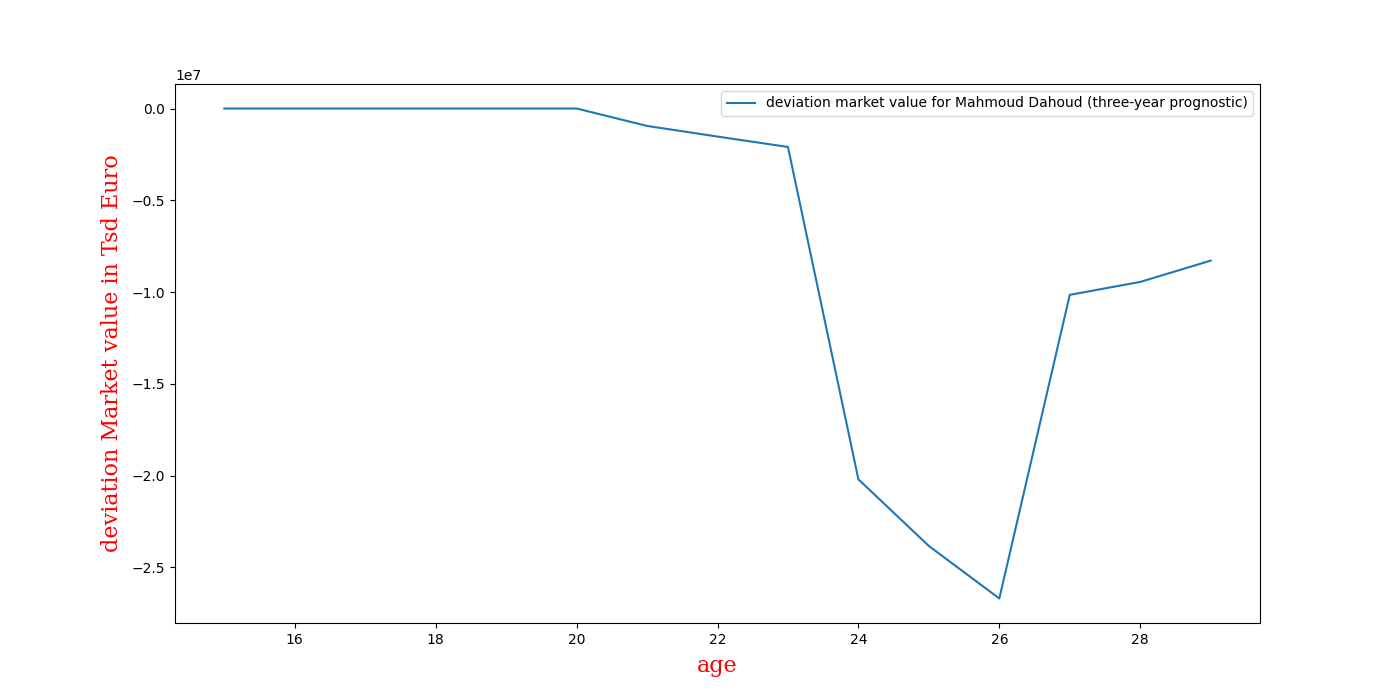 1e7
deviation market value for Mahmoud Dahoud (three-year prognostic)
0.0
−0.5
−1.0
−1.5
−2.0
−2.5
deviation Market value in Tsd Euro
16 18 20 22 24 26 28
age